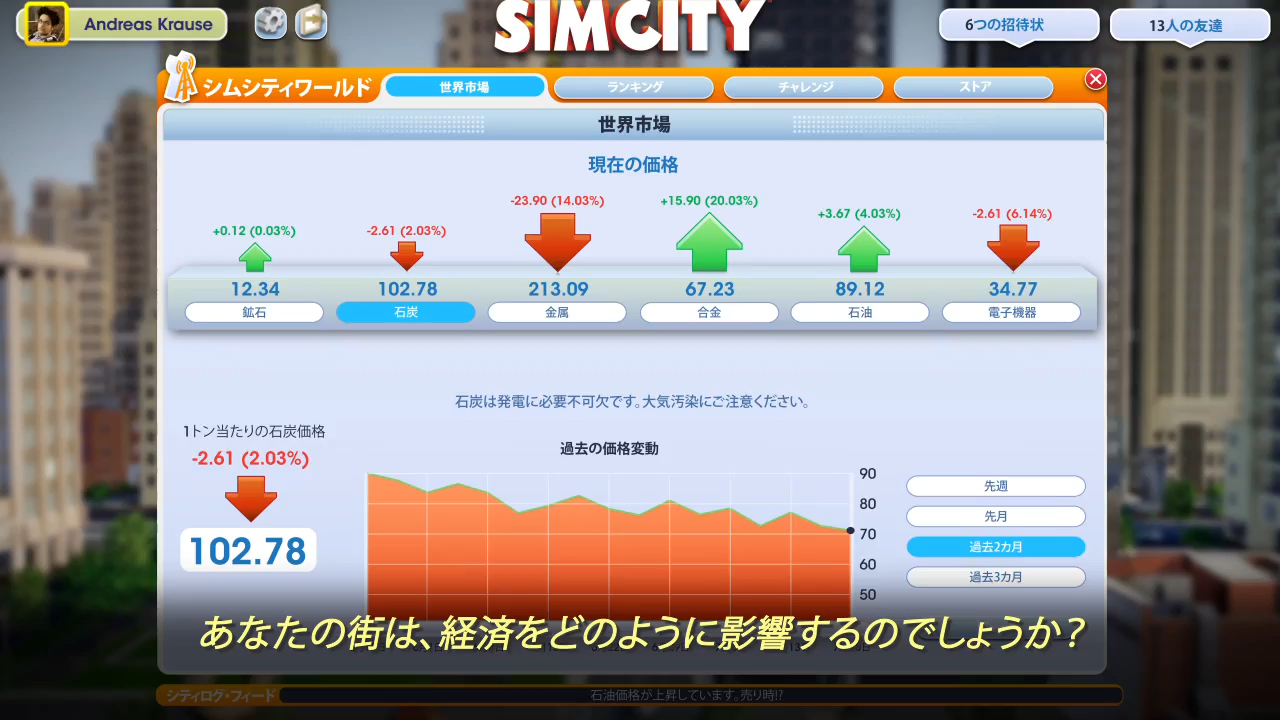 Andreas Krause
SIMCITY
6つの招待状
13人の友達
シムシティワールド
世界市場
ランキング
チャレンジ
ストア
世界市場
現在の価格
+0.12 (0.03%)
-2.61 (2.03%)
-23.90 (14.03%)
+15.90 (20.03%)
+3.67 (4.03%)
-2.61 (6.14%)
12.34
102.78
213.09
67.23
89.12
34.77
鉱石
石炭
金属
合金
石油
電子機器
石炭は発電に必要不可欠です。大気汚染にご注意ください。
1トン当たりの石炭価格
-2.61 (2.03%)
102.78
過去の価格変動
90
80
70
60
50
先週
先月
過去2カ月
過去3カ月
あなたの街は、経済をどのように影響するのでしょうか？
シティログ・フィード
石油価格が上昇しています。売り時!?